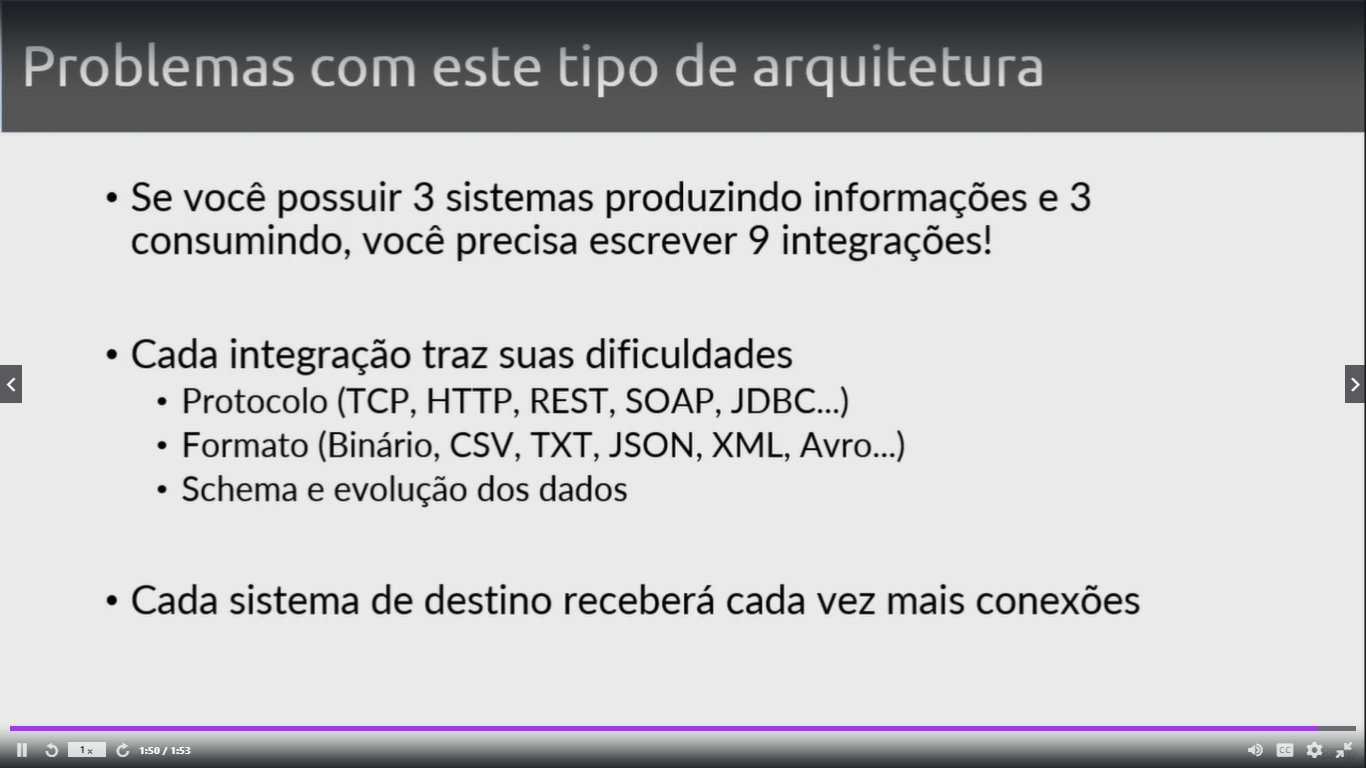 Problemas com este tipo de arquitetura
• Se você possuir 3 sistemas produzindo informações e 3
consumindo, você precisa escrever 9 integrações!
• Cada integração traz suas dificuldades
• Protocolo (TCP, HTTP, REST, SOAP, JDBC...)
• Formato (Binário, CSV, TXT, JSON, XML, Avro...)
• Schema e evolução dos dados
• Cada sistema de destino receberá cada vez mais conexões
1x 1:50 / 1:53 CC